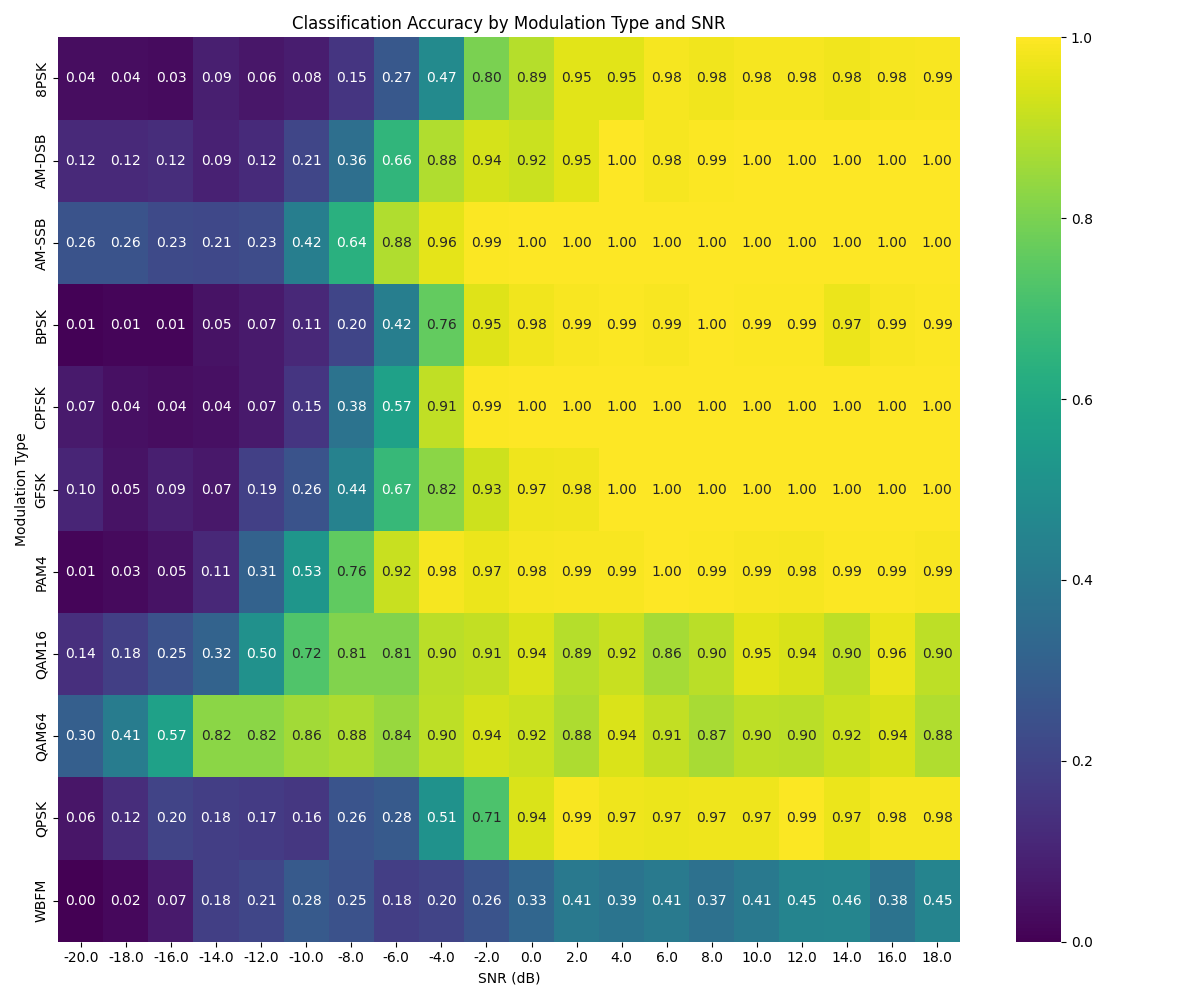 Classification Accuracy by Modulation Type and SNR
8PSK 0.04 0.04 0.03 0.09 0.06 0.08 0.15 0.27 0.47 0.80 0.89 0.95 0.95 0.98 0.98 0.98 0.98 0.98 0.98 0.99
AM-DSB 0.12 0.12 0.12 0.09 0.12 0.21 0.36 0.66 0.88 0.94 0.92 0.95 1.00 0.98 0.99 1.00 1.00 1.00 1.00 1.00
AM-SSB 0.26 0.26 0.23 0.21 0.23 0.42 0.64 0.88 0.96 0.99 1.00 1.00 1.00 1.00 1.00 1.00 1.00 1.00 1.00 1.00
BPSK 0.01 0.01 0.01 0.05 0.07 0.11 0.20 0.42 0.76 0.95 0.98 0.99 0.99 0.99 1.00 0.99 0.99 0.97 0.99 0.99
CPFSK 0.07 0.04 0.04 0.04 0.07 0.15 0.38 0.57 0.91 0.99 1.00 1.00 1.00 1.00 1.00 1.00 1.00 1.00 1.00 1.00
GFSK 0.10 0.05 0.09 0.07 0.19 0.26 0.44 0.67 0.82 0.93 0.97 0.98 1.00 1.00 1.00 1.00 1.00 1.00 1.00 1.00
PAM4 0.01 0.03 0.05 0.11 0.31 0.53 0.76 0.92 0.98 0.97 0.98 0.99 0.99 1.00 0.99 0.99 0.98 0.99 0.99 0.99
QAM16 0.14 0.18 0.25 0.32 0.50 0.72 0.81 0.81 0.90 0.91 0.94 0.89 0.92 0.86 0.90 0.95 0.94 0.90 0.96 0.90
QAM64 0.30 0.41 0.57 0.82 0.82 0.86 0.88 0.84 0.90 0.94 0.92 0.88 0.94 0.91 0.87 0.90 0.90 0.92 0.94 0.88
QPSK 0.06 0.12 0.20 0.18 0.17 0.16 0.26 0.28 0.51 0.71 0.94 0.99 0.97 0.97 0.97 0.97 0.99 0.97 0.98 0.98
WBFM 0.00 0.02 0.07 0.18 0.21 0.28 0.25 0.18 0.20 0.26 0.33 0.41 0.39 0.41 0.37 0.41 0.45 0.46 0.38 0.45
-20.0 -18.0 -16.0 -14.0 -12.0 -10.0 -8.0 -6.0 -4.0 -2.0 0.0 2.0 4.0 6.0 8.0 10.0 12.0 14.0 16.0 18.0
SNR (dB)
Modulation Type
1.0
0.8
0.6
0.4
0.2
0.0